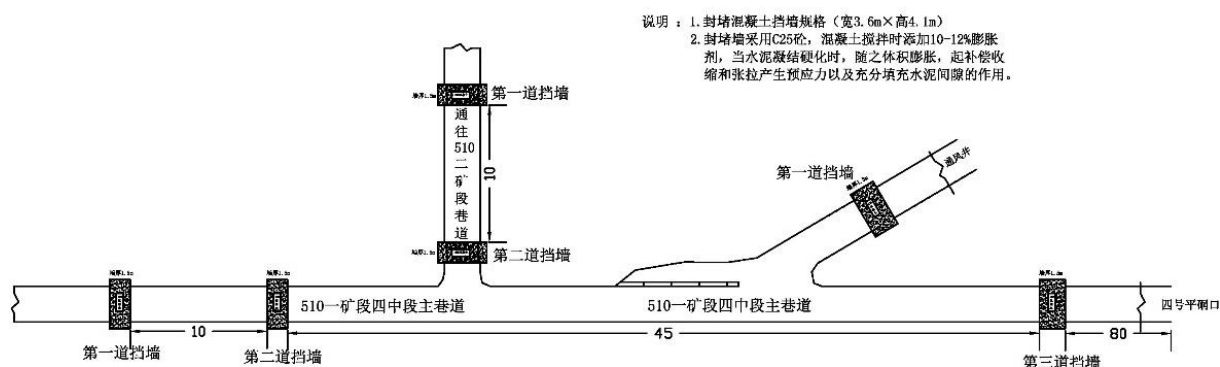 说明 ：1.封堵混凝土挡墙规格（宽3.6m×高4.1m）
2.封堵墙采用C25砼，混凝土搅拌时添加10-12%膨胀
剂，当水泥凝结硬化时，随之体积膨胀，起补偿收
缩和张拉产生预应力以及充分填充水泥间隙的作用。
第一道挡墙
通往510二矿段巷道
10
第二道挡墙
第一道挡墙
通风井
510一矿段四中段主巷道
510一矿段四中段主巷道
四号平硐口
10
45
80
第一道挡墙
第二道挡墙
第三道挡墙